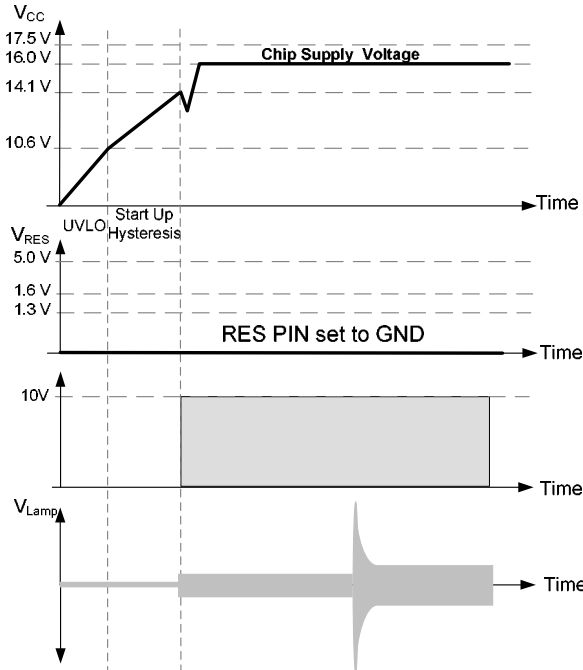 VCC
17.5 V
16.0 V
Chip Supply Voltage
14.1 V
10.6 V
Time
UVLO
Start Up
Hysteresis
VRES
5.0 V
1.6 V
1.3 V
RES PIN set to GND
Time
10V
Time
VLamp
Time